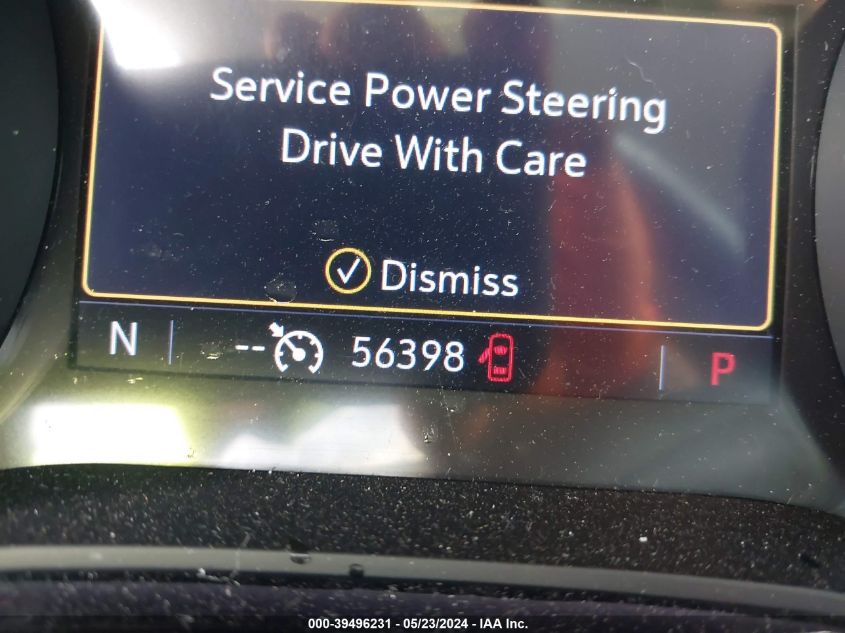 Service Power Steering
Drive With Care
Dismiss
N -- 56398 P
000-39496231 - 05/23/2024 - IAA Inc.